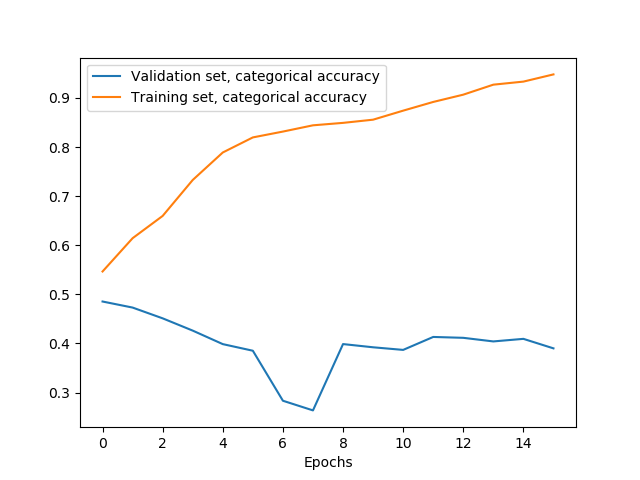 Validation set, categorical accuracy
Training set, categorical accuracy
0.9
0.8
0.7
0.6
0.5
0.4
0.3
0 2 4 6 8 10 12 14
Epochs